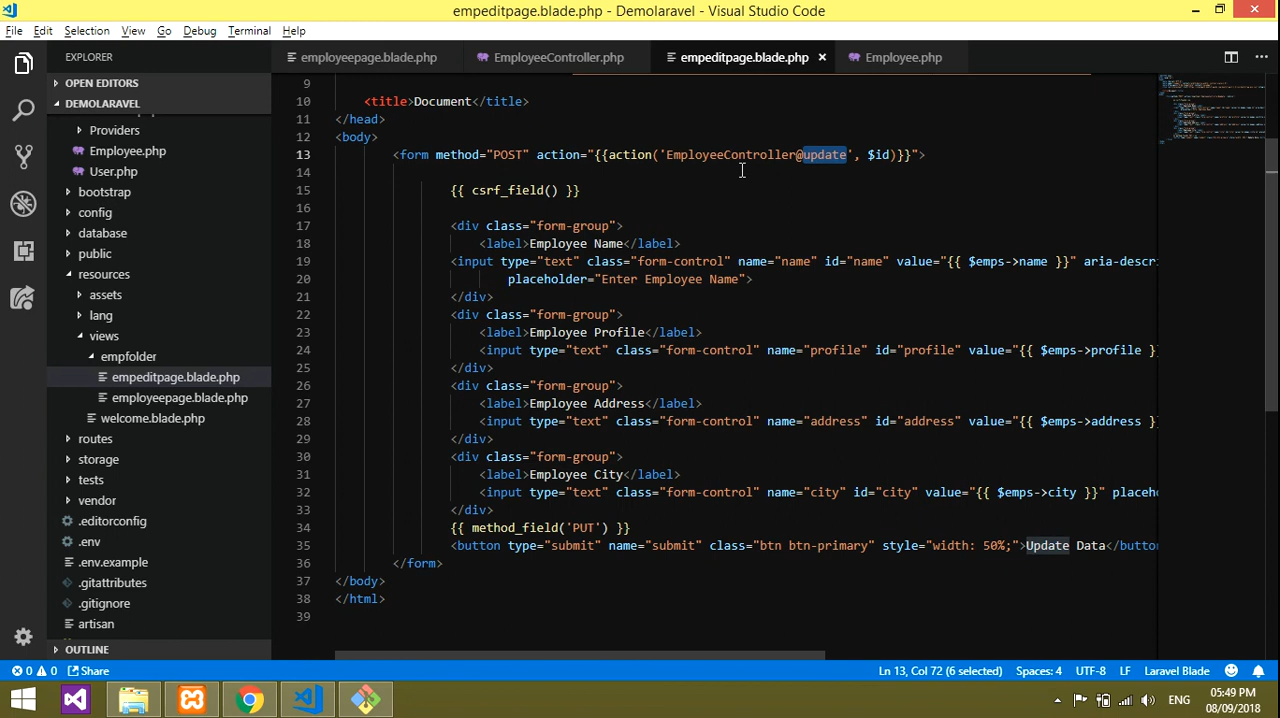 empeditpage.blade.php - Demolaravel - Visual Studio Code
File Edit Selection View Go Debug Terminal Help
EXPLORER
employeepage.blade.php EmployeeController.php empeditpage.blade.php Employee.php
OPEN EDITORS
DEMOLARAVEL
Providers
Employee.php
User.php
bootstrap
config
database
public
resources
assets
lang
views
empfolder
empeditpage.blade.php
employeepage.blade.php
welcome.blade.php
routes
storage
tests
vendor
.editorconfig
.env
.env.example
.gitattributes
.gitignore
artisan
OUTLINE
9
10 <title>Document</title>
11 </head>
12 <body>
13 <form method="POST" action="{{action('EmployeeController@update', $id)}}">
14
15 {{ csrf_field() }}
16
17 <div class="form-group">
18 <label>Employee Name</label>
19 <input type="text" class="form-control" name="name" id="name" value="{{ $emps->name }}" aria-descri
20 placeholder="Enter Employee Name">
21 </div>
22 <div class="form-group">
23 <label>Employee Profile</label>
24 <input type="text" class="form-control" name="profile" id="profile" value="{{ $emps->profile }
25 </div>
26 <div class="form-group">
27 <label>Employee Address</label>
28 <input type="text" class="form-control" name="address" id="address" value="{{ $emps->address }
29 </div>
30 <div class="form-group">
31 <label>Employee City</label>
32 <input type="text" class="form-control" name="city" id="city" value="{{ $emps->city }}" placeho
33 </div>
34 {{ method_field('PUT') }}
35 <button type="submit" name="submit" class="btn btn-primary" style="width: 50%;">Update Data</button
36 </form>
37 </body>
38 </html>
39
0 0 Share Ln 13, Col 72 (6 selected) Spaces: 4 UTF-8 LF Laravel Blade
ENG 05:49 PM
08/09/2018